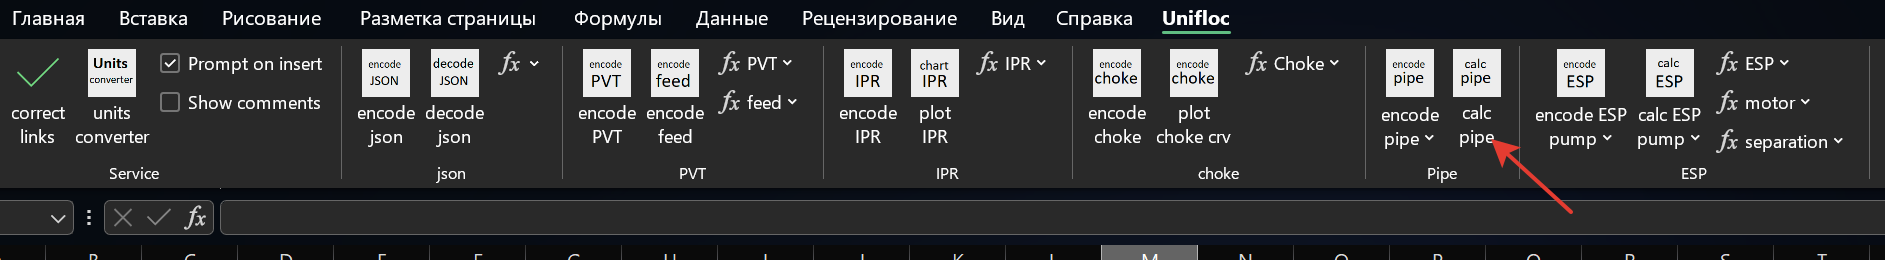 Главная Вставка Рисование Разметка страницы Формулы Данные Рецензирование Вид Справка Unifloc
correct links
Units converter
units converter
Prompt on insert
Show comments
Service
encode JSON
encode json
decode JSON
decode json
fx
json
encode PVT
encode PVT
encode feed
encode feed
fx PVT
fx feed
PVT
encode IPR
encode IPR
chart IPR
plot IPR
fx IPR
IPR
encode choke
encode choke
encode choke
plot choke crv
fx Choke
choke
encode pipe
encode pipe
calc pipe
calc pipe
Pipe
encode ESP
encode ESP pump
calc ESP
calc ESP pump
fx ESP
fx motor
fx separation
ESP
fx
M